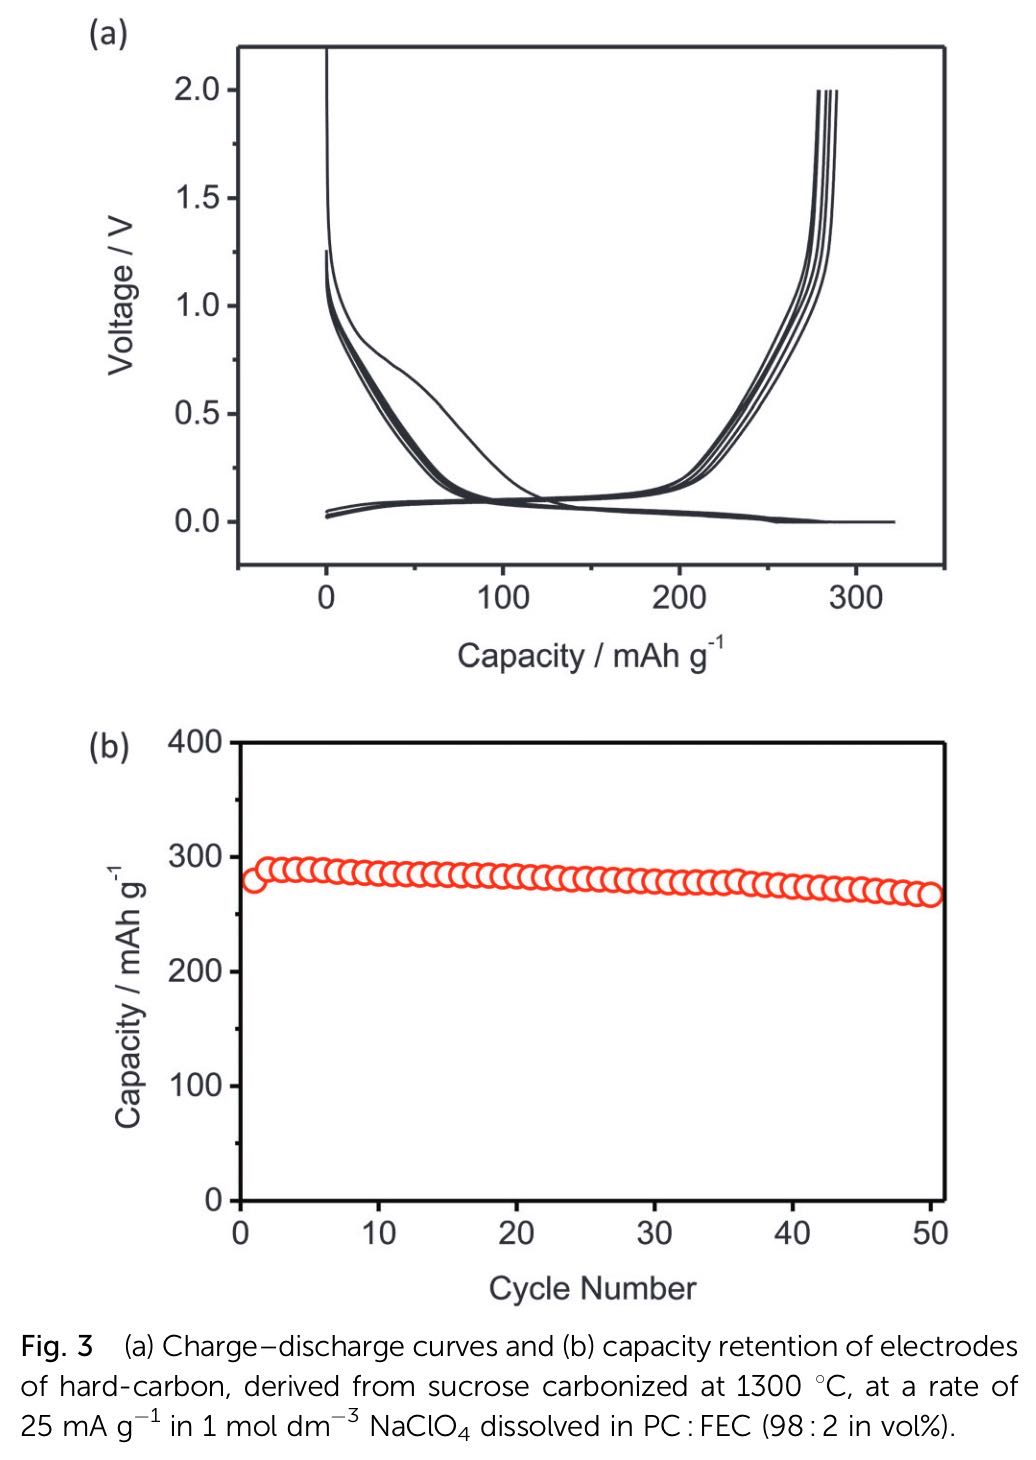 (a)
2.0
1.5
1.0
0.5
0.0
Voltage / V
0 100 200 300
Capacity / mAh g⁻¹
(b)
400
300
200
100
0
Capacity / mAh g⁻¹
0 10 20 30 40 50
Cycle Number
Fig. 3 (a) Charge–discharge curves and (b) capacity retention of electrodes
of hard-carbon, derived from sucrose carbonized at 1300 °C, at a rate of
25 mA g⁻¹ in 1 mol dm⁻³ NaClO₄ dissolved in PC : FEC (98 : 2 in vol%).